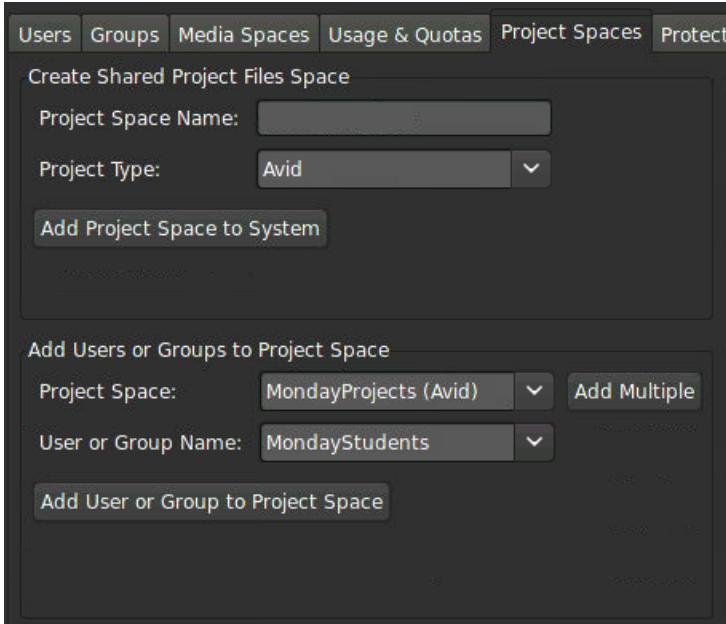 Users Groups Media Spaces Usage & Quotas Project Spaces Protect
Create Shared Project Files Space
Project Space Name:
Project Type: Avid
Add Project Space to System
Add Users or Groups to Project Space
Project Space: MondayProjects (Avid) Add Multiple
User or Group Name: MondayStudents
Add User or Group to Project Space